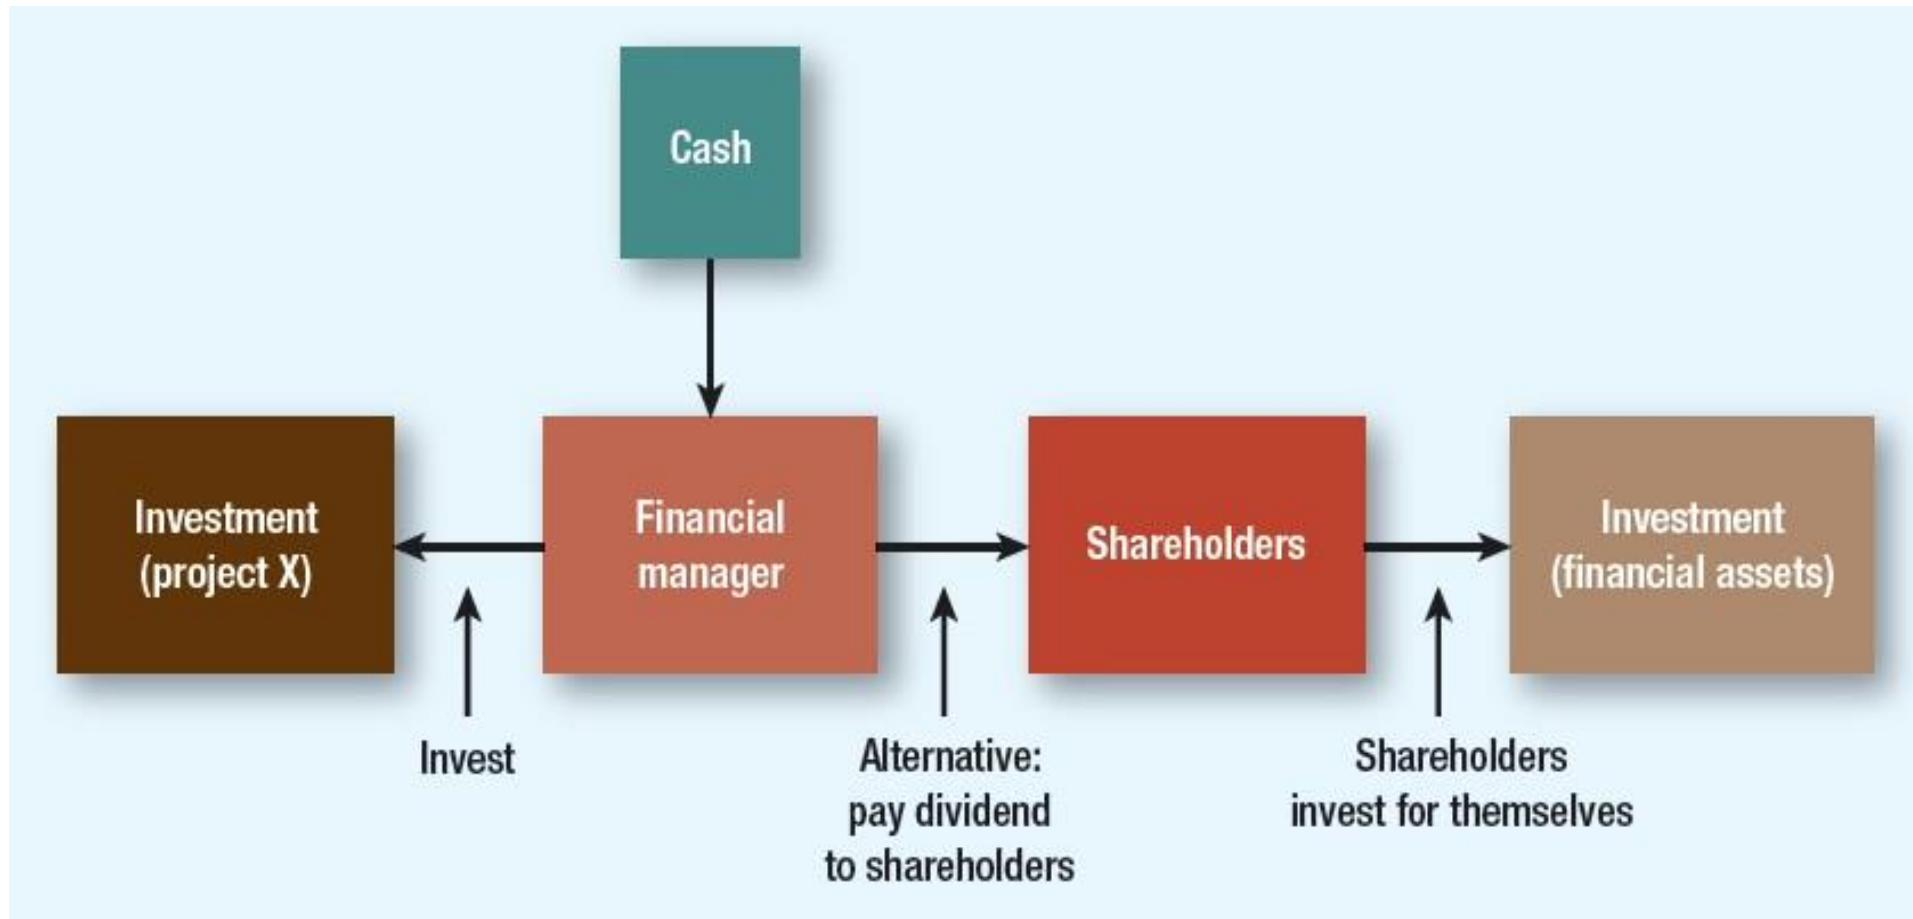 Cash
Investment
(project X)
Financial
manager
Shareholders
Investment
(financial assets)
Invest
Alternative:
pay dividend
to shareholders
Shareholders
invest for themselves